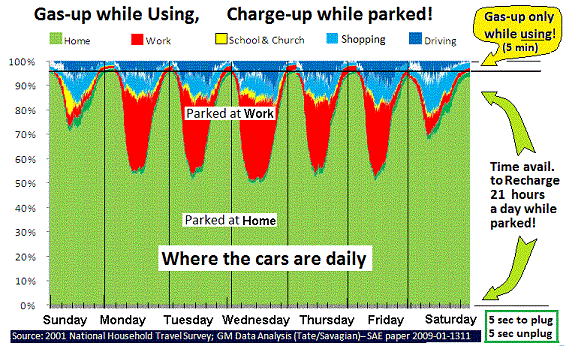 Gas-up while Using, Charge-up while parked!
Home Work School & Church Shopping Driving
Gas-up only
while using!
(5 min)
100%
90%
80%
70%
60%
50%
40%
30%
20%
10%
0%
Parked at Work
Parked at Home
Where the cars are daily
Time avail.
to Recharge
21 hours
a day while
parked!
Sunday Monday Tuesday Wednesday Thursday Friday Saturday
Source: 2001 National Household Travel Survey; GM Data Analysis (Tate/Savagian)– SAE paper 2009-01-1311
5 sec to plug
5 sec unplug